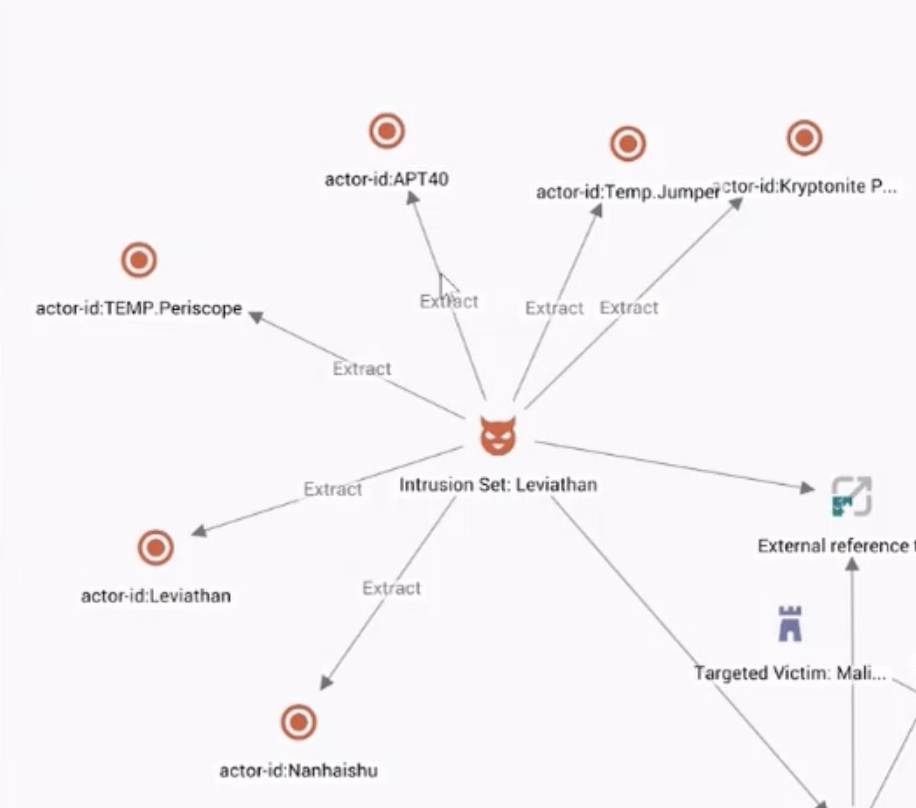 actor-id:APT40
actor-id:Temp.Jumper
actor-id:Kryptonite P...
actor-id:TEMP.Periscope
Extract
Extract
Extract
Extract
Intrusion Set: Leviathan
Extract
External reference
actor-id:Leviathan
Extract
Targeted Victim: Mali...
actor-id:Nanhaishu